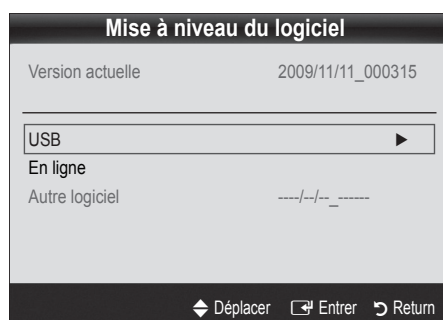 Mise à niveau du logiciel
Version actuelle 2009/11/11_000315
USB ►
En ligne
Autre logiciel ----/--/--_------
Déplacer Entrer Return